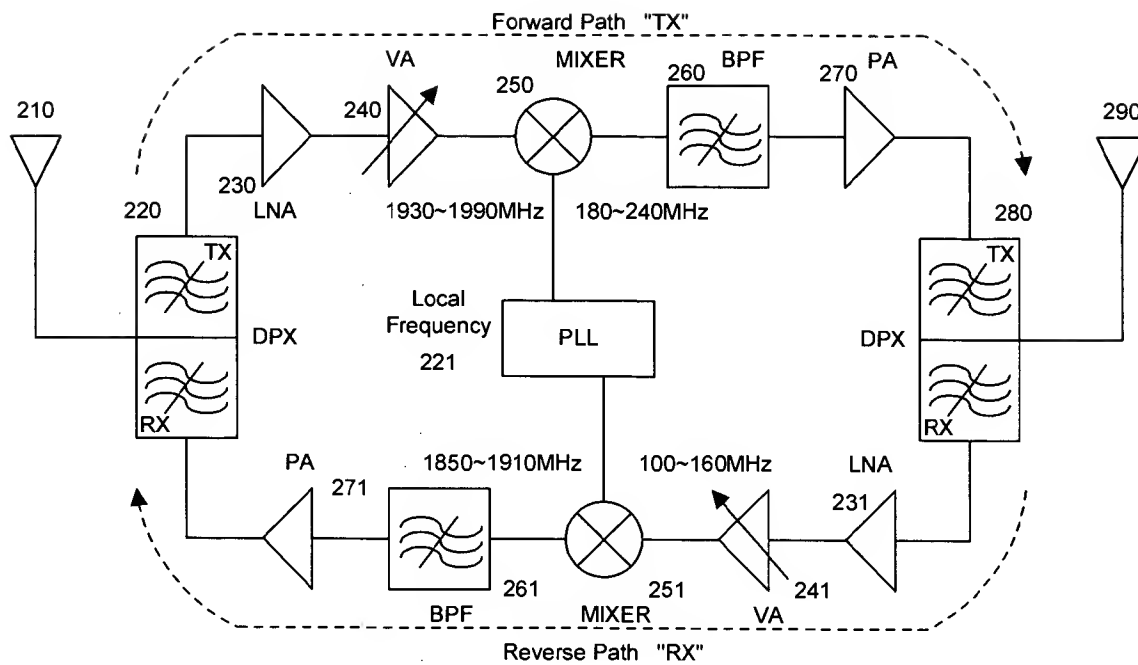 Forward Path "TX"
VA MIXER BPF PA
210 240 250 260 270 290
230
LNA
220 1930~1990MHz 180~240MHz 280
TX TX
Local
Frequency
221
PLL
DPX DPX
RX RX
PA 1850~1910MHz 100~160MHz LNA
271 231
261 251 241
BPF MIXER VA
Reverse Path "RX"